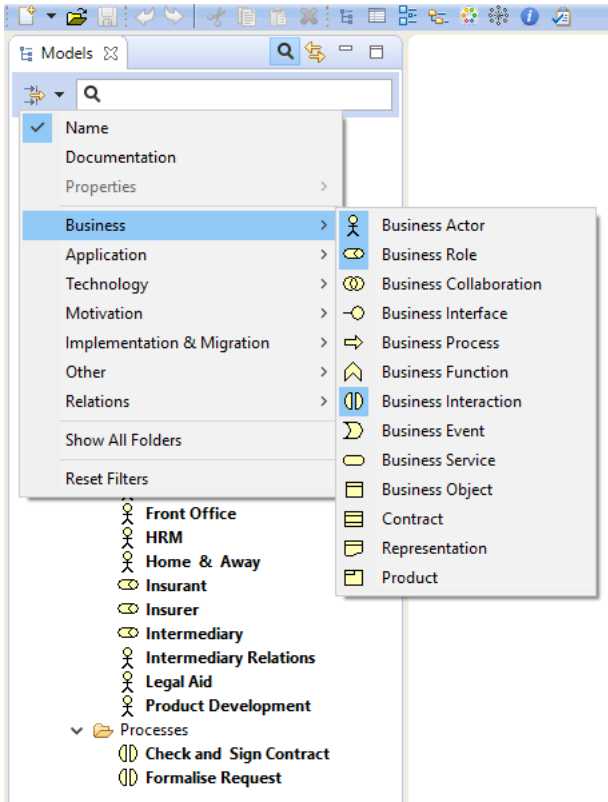 Models
Name
Documentation
Properties
Business
Application
Technology
Motivation
Implementation & Migration
Other
Relations
Show All Folders
Reset Filters
Business Actor
Business Role
Business Collaboration
Business Interface
Business Process
Business Function
Business Interaction
Business Event
Business Service
Business Object
Contract
Representation
Product
Front Office
HRM
Home & Away
Insurant
Insurer
Intermediary
Intermediary Relations
Legal Aid
Product Development
Processes
Check and Sign Contract
Formalise Request